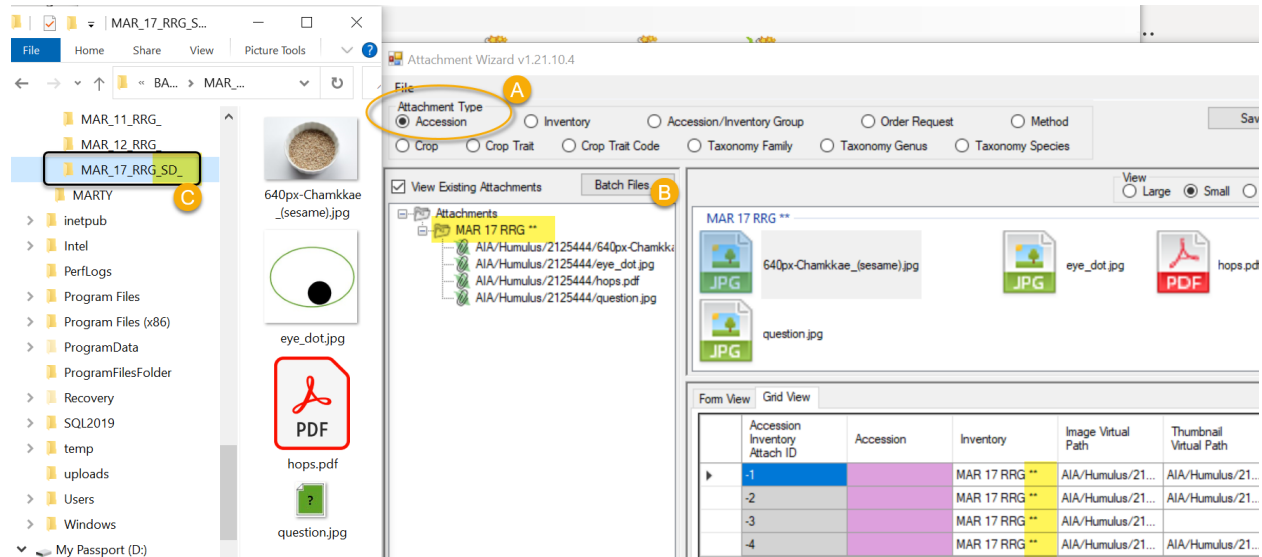 MAR_17_RRG_S...
File Home Share View Picture Tools
« BA... > MAR_...
MAR_11_RRG_
MAR_12_RRG_
MAR_17_RRG_SD_
C
MARTY
inetpub
Intel
PerfLogs
Program Files
Program Files (x86)
ProgramData
ProgramFilesFolder
Recovery
SQL2019
temp
uploads
Users
Windows
My Passport (D:)
640px-Chamkkae
_(sesame).jpg
eye_dot.jpg
PDF
hops.pdf
?
question.jpg
Attachment Wizard v1.21.10.4
File
A
Attachment Type
Accession Inventory Accession/Inventory Group Order Request Method
Crop Crop Trait Crop Trait Code Taxonomy Family Taxonomy Genus Taxonomy Species
Sav
View Existing Attachments Batch Files
B
Attachments
MAR 17 RRG **
AIA/Humulus/2125444/640px-Chamkka
AIA/Humulus/2125444/eye_dot.jpg
AIA/Humulus/2125444/hops.pdf
AIA/Humulus/2125444/question.jpg
View
Large Small
MAR 17 RRG **
JPG 640px-Chamkkae_(sesame).jpg JPG eye_dot.jpg PDF hops.pdf
JPG question.jpg
Form View Grid View
Accession Inventory Attach ID Accession Inventory Image Virtual Path Thumbnail Virtual Path
-1 MAR 17 RRG ** AIA/Humulus/21... AIA/Humulus/21...
-2 MAR 17 RRG ** AIA/Humulus/21... AIA/Humulus/21...
-3 MAR 17 RRG ** AIA/Humulus/21...
-4 MAR 17 RRG ** AIA/Humulus/21... AIA/Humulus/21...